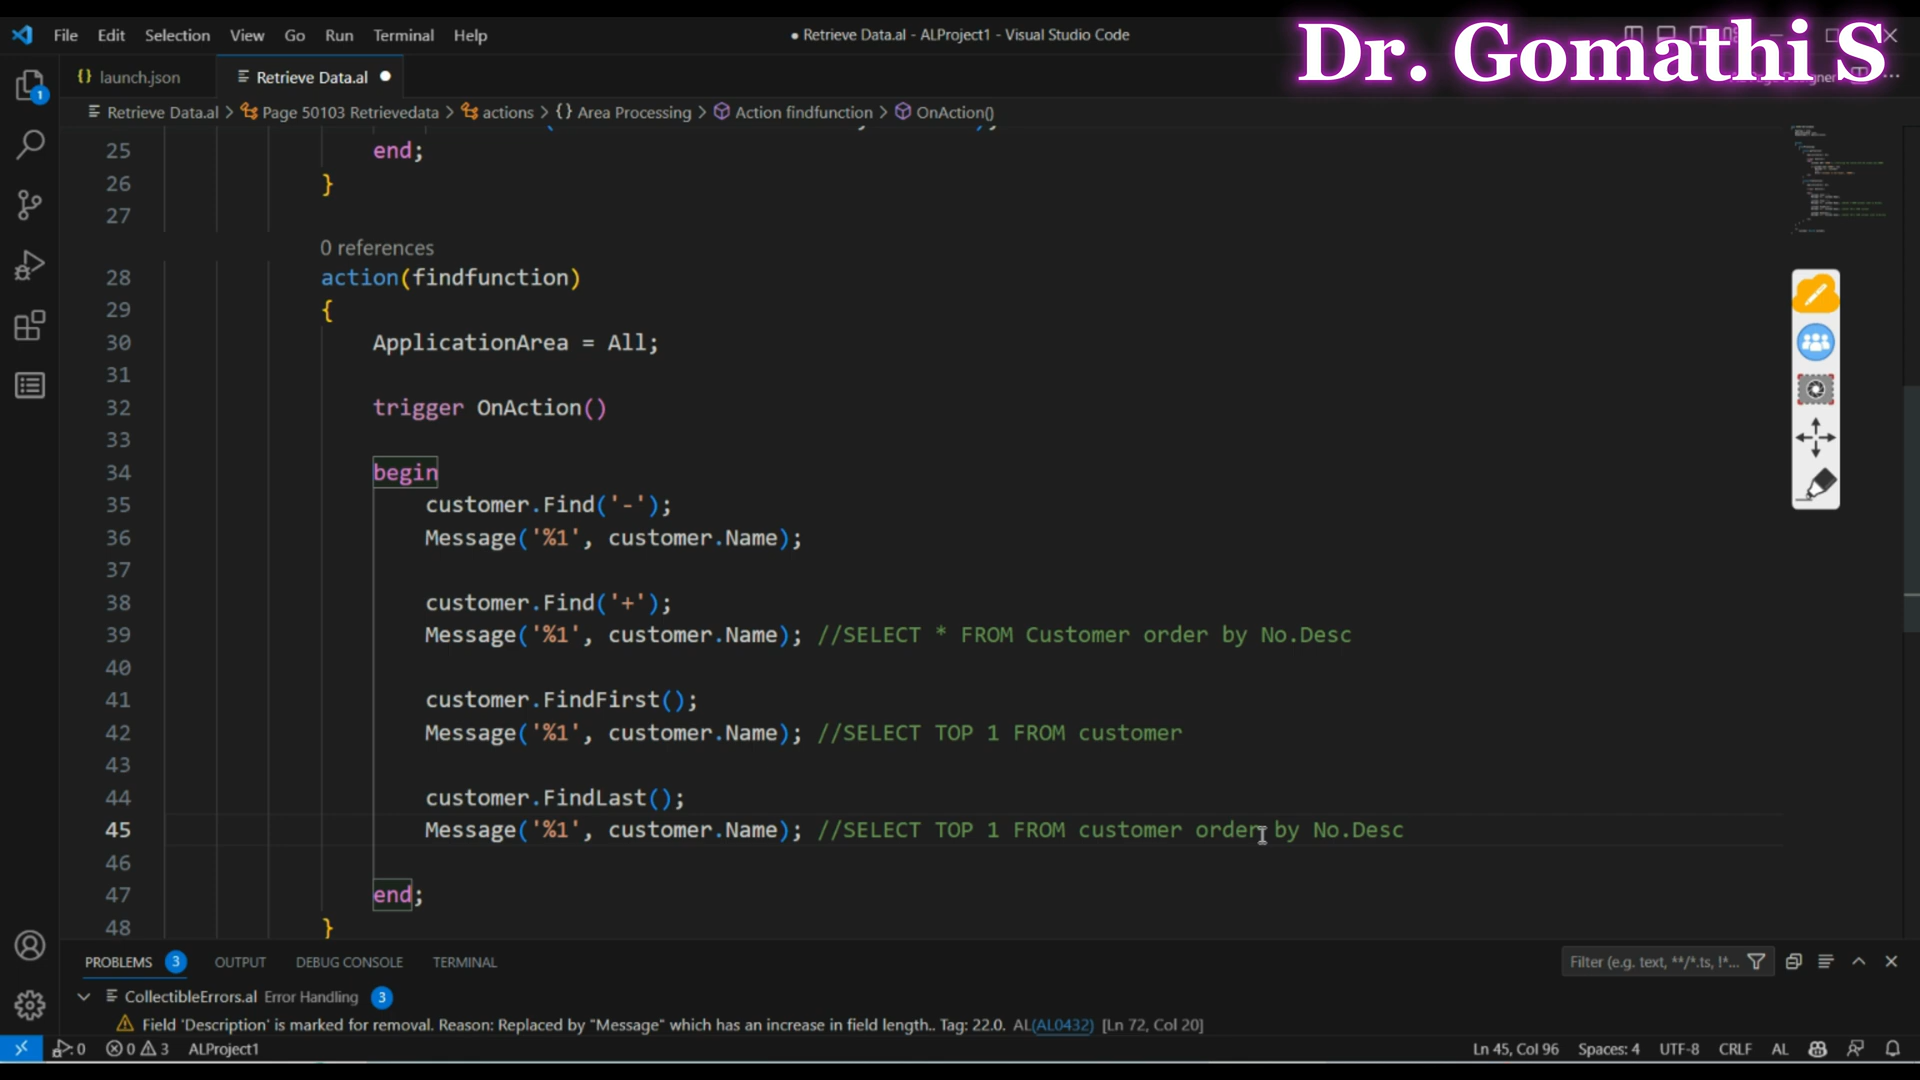 File Edit Selection View Go Run Terminal Help
● Retrieve Data.al - ALProject1 - Visual Studio Code
Dr. Gomathi S
{} launch.json
Retrieve Data.al ●
Designer
Retrieve Data.al > Page 50103 Retrievedata > actions > {} Area Processing > Action findfunction > OnAction()
25 end;
26 }
27
0 references
28 action(findfunction)
29 {
30 ApplicationArea = All;
31
32 trigger OnAction()
33
34 begin
35 customer.Find('-');
36 Message('%1', customer.Name);
37
38 customer.Find('+');
39 Message('%1', customer.Name); //SELECT * FROM Customer order by No.Desc
40
41 customer.FindFirst();
42 Message('%1', customer.Name); //SELECT TOP 1 FROM customer
43
44 customer.FindLast();
45 Message('%1', customer.Name); //SELECT TOP 1 FROM customer order by No.Desc
46
47 end;
48 }
PROBLEMS 3 OUTPUT DEBUG CONSOLE TERMINAL
Filter (e.g. text, **/*.ts, !*...
CollectibleErrors.al Error Handling 3
Field 'Description' is marked for removal. Reason: Replaced by "Message" which has an increase in field length.. Tag: 22.0. AL(AL0432) [Ln 72, Col 20]
0 0 3 ALProject1
Ln 45, Col 96 Spaces: 4 UTF-8 CRLF AL
1